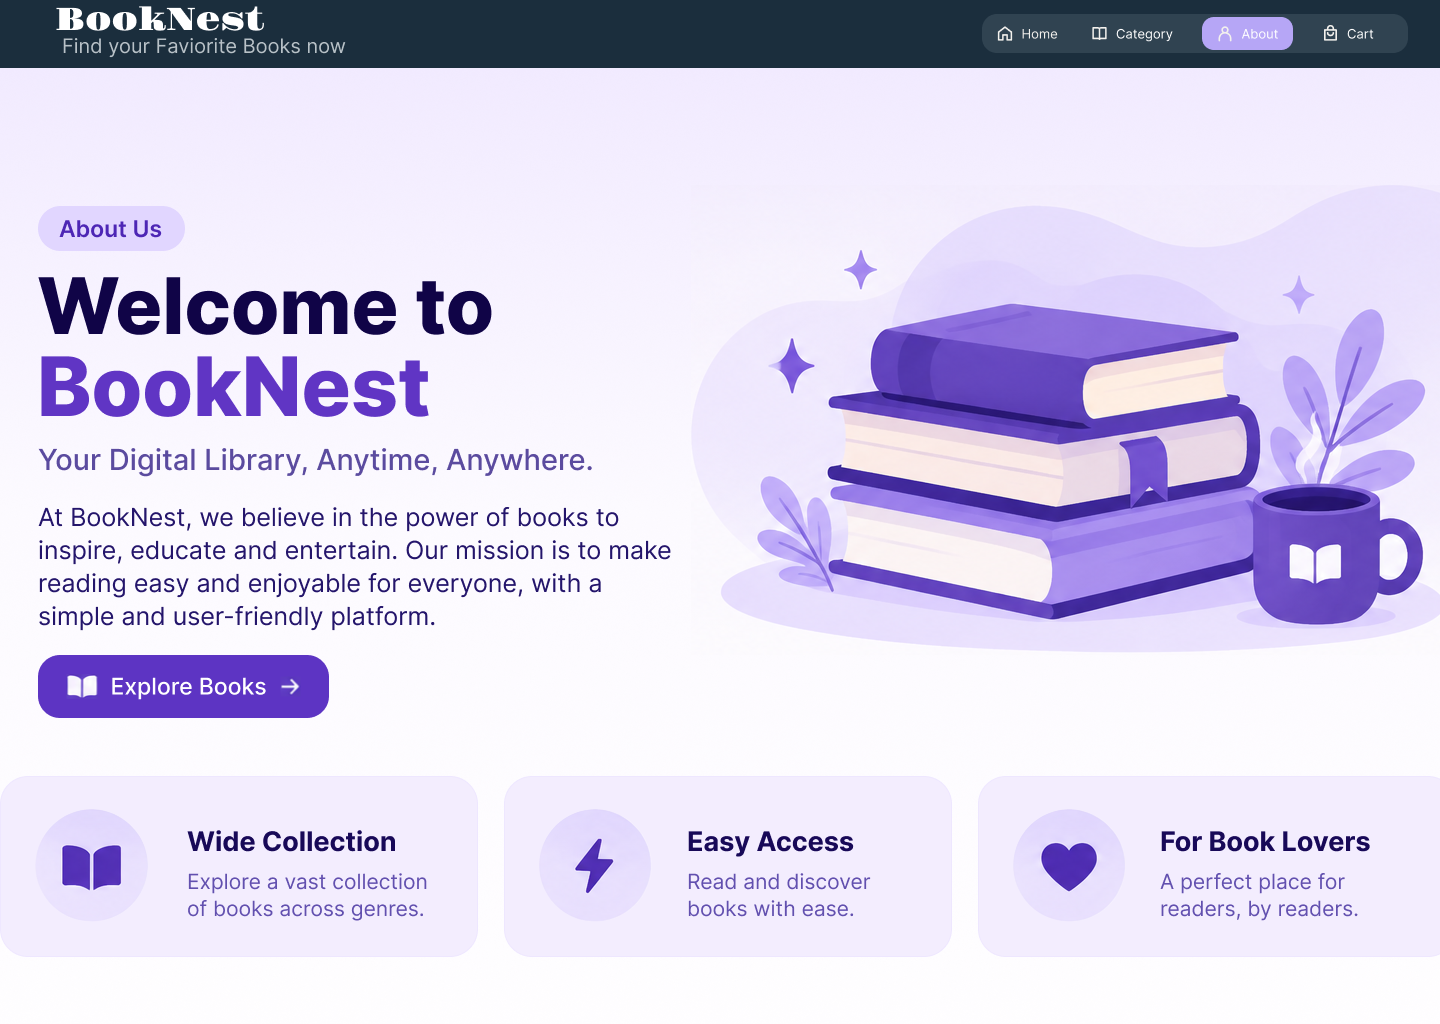 BookNest
Find your Faviorite Books now
Home
Category
About
Cart
About Us
Welcome to
BookNest
Your Digital Library, Anytime, Anywhere.
At BookNest, we believe in the power of books to
inspire, educate and entertain. Our mission is to make
reading easy and enjoyable for everyone, with a
simple and user-friendly platform.
Explore Books →
Wide Collection
Explore a vast collection
of books across genres.
Easy Access
Read and discover
books with ease.
For Book Lovers
A perfect place for
readers, by readers.